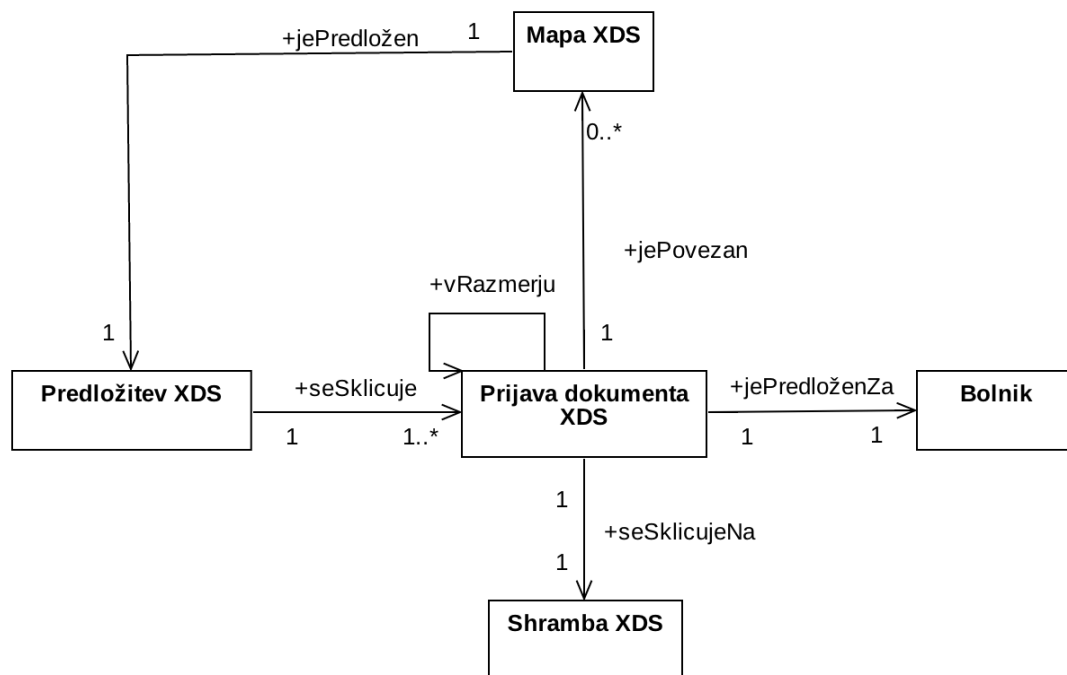 +jePredložen
1
Mapa XDS
0..*
+jePovezan
+vRazmerju
1
1
Predložitev XDS
+seSklicuje
1
1..*
Prijava dokumenta
XDS
+jePredloženZa
1
1
Bolnik
1
+seSklicujeNa
1
Shramba XDS